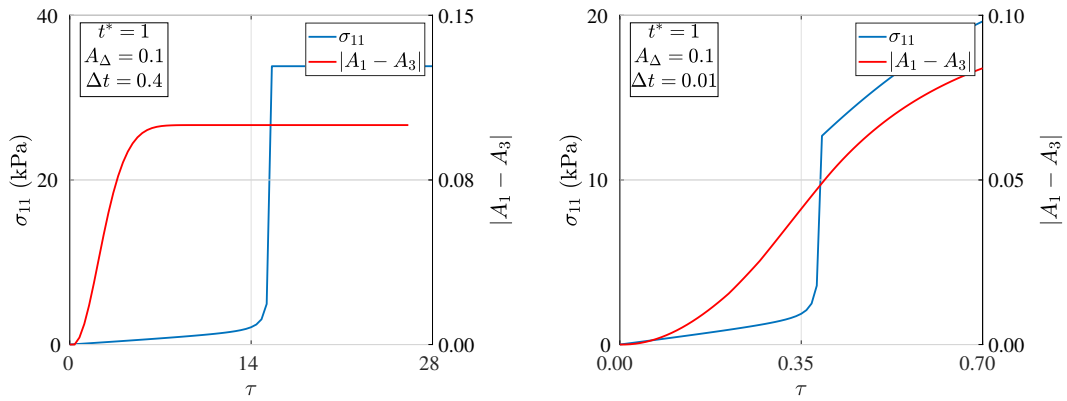 t* = 1
A_Δ = 0.1
Δt = 0.4
σ₁₁
|A₁ − A₃|
40
20
0
σ₁₁ (kPa)
0.15
0.08
0.00
|A₁ − A₃|
0
14
28
τ
t* = 1
A_Δ = 0.1
Δt = 0.01
σ₁₁
|A₁ − A₃|
20
10
0
σ₁₁ (kPa)
0.10
0.05
0.00
|A₁ − A₃|
0.00
0.35
0.70
τ